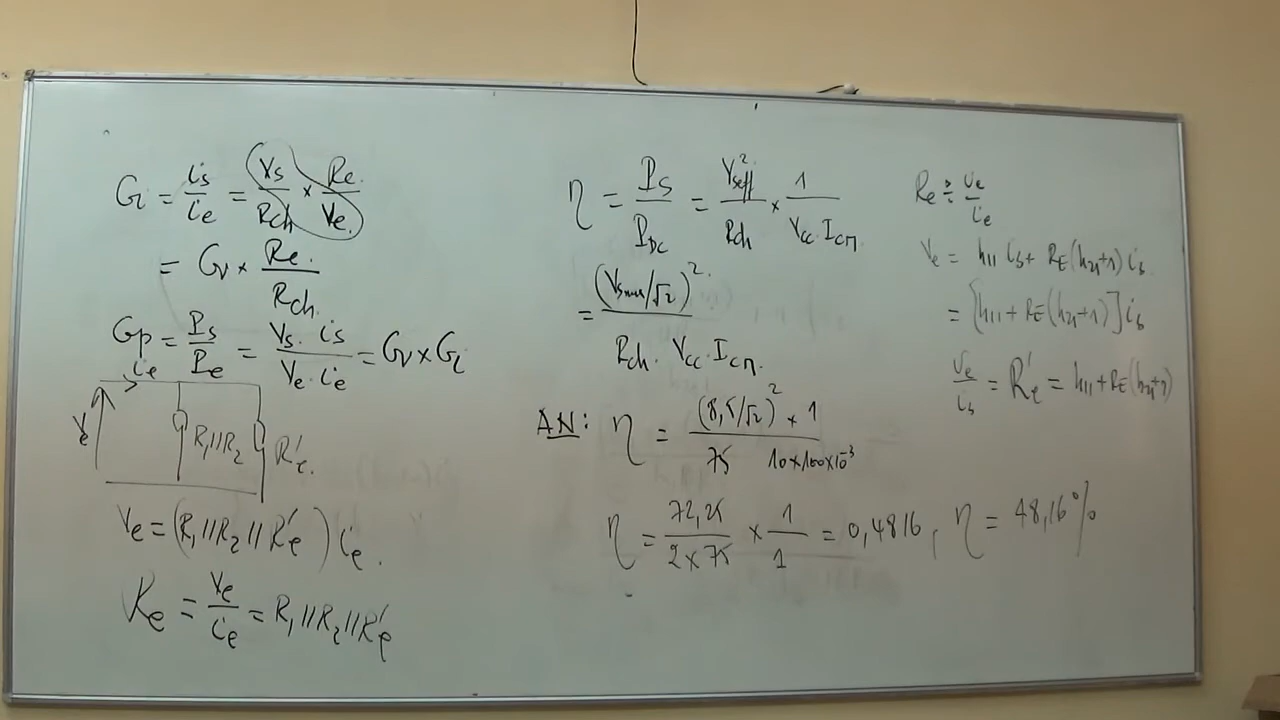 Gi = is/ie = Vs/Rch × Re/Ve
= Gv × Re/Rch
Gp = Ps/Pe = Vs.is/Ve.ie = Gv × Gi
ie
Ve
R1//R2
R'e.
Ve = (R1//R2//R'e) ie.
Re = Ve/ie = R1//R2//R'e
η = Ps/PDC = Vseff²/Rch × 1/Vcc.Icm
= (Vsmax/√2)²/Rch.Vcc.Icm.
AN: η = (8,5/√2)² × 1/75 10×100×10⁻³
η = 72,25/2×75 × 1/1 = 0,4816, η = 48,16%
Re = ve/ie
Ve = h11 ib + RE(h21+1) ib
= [h11 + RE(h21+1)] ib
ve/ib = R'e = h11 + RE(h21+1)